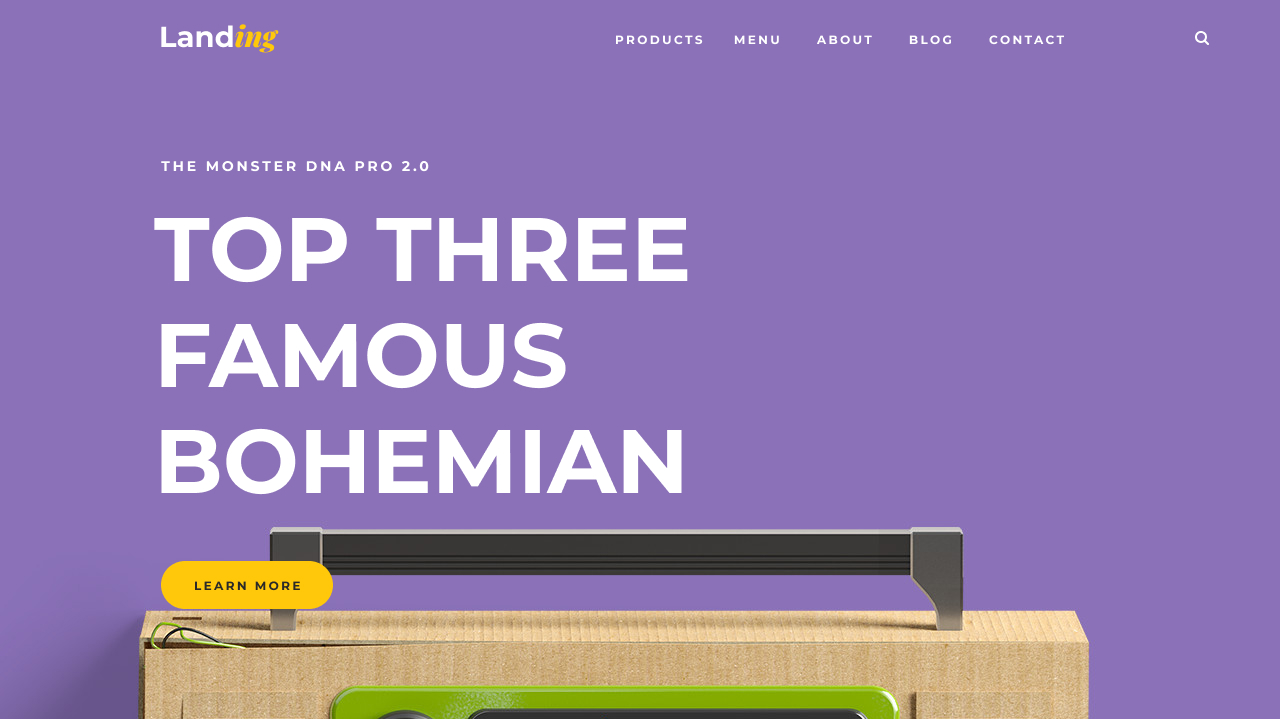 Landing
PRODUCTS MENU ABOUT BLOG CONTACT
THE MONSTER DNA PRO 2.0
TOP THREE
FAMOUS
BOHEMIAN
LEARN MORE